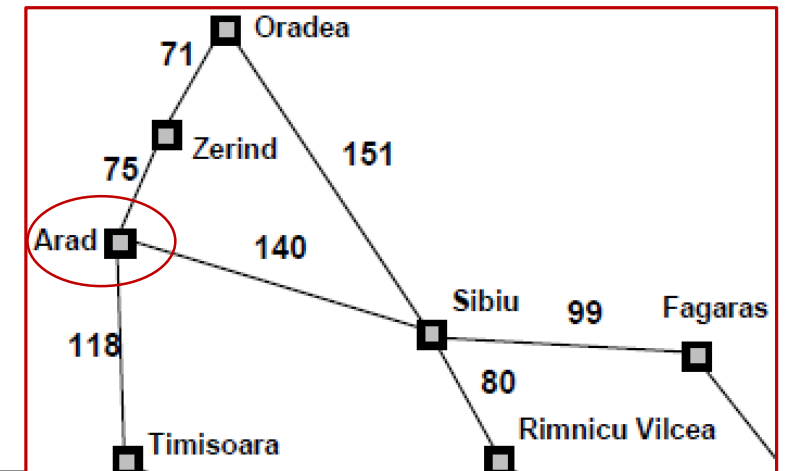 Oradea
71
Zerind
151
75
Arad
140
Sibiu
99
Fagaras
118
80
Rimnicu Vilcea
Timisoara